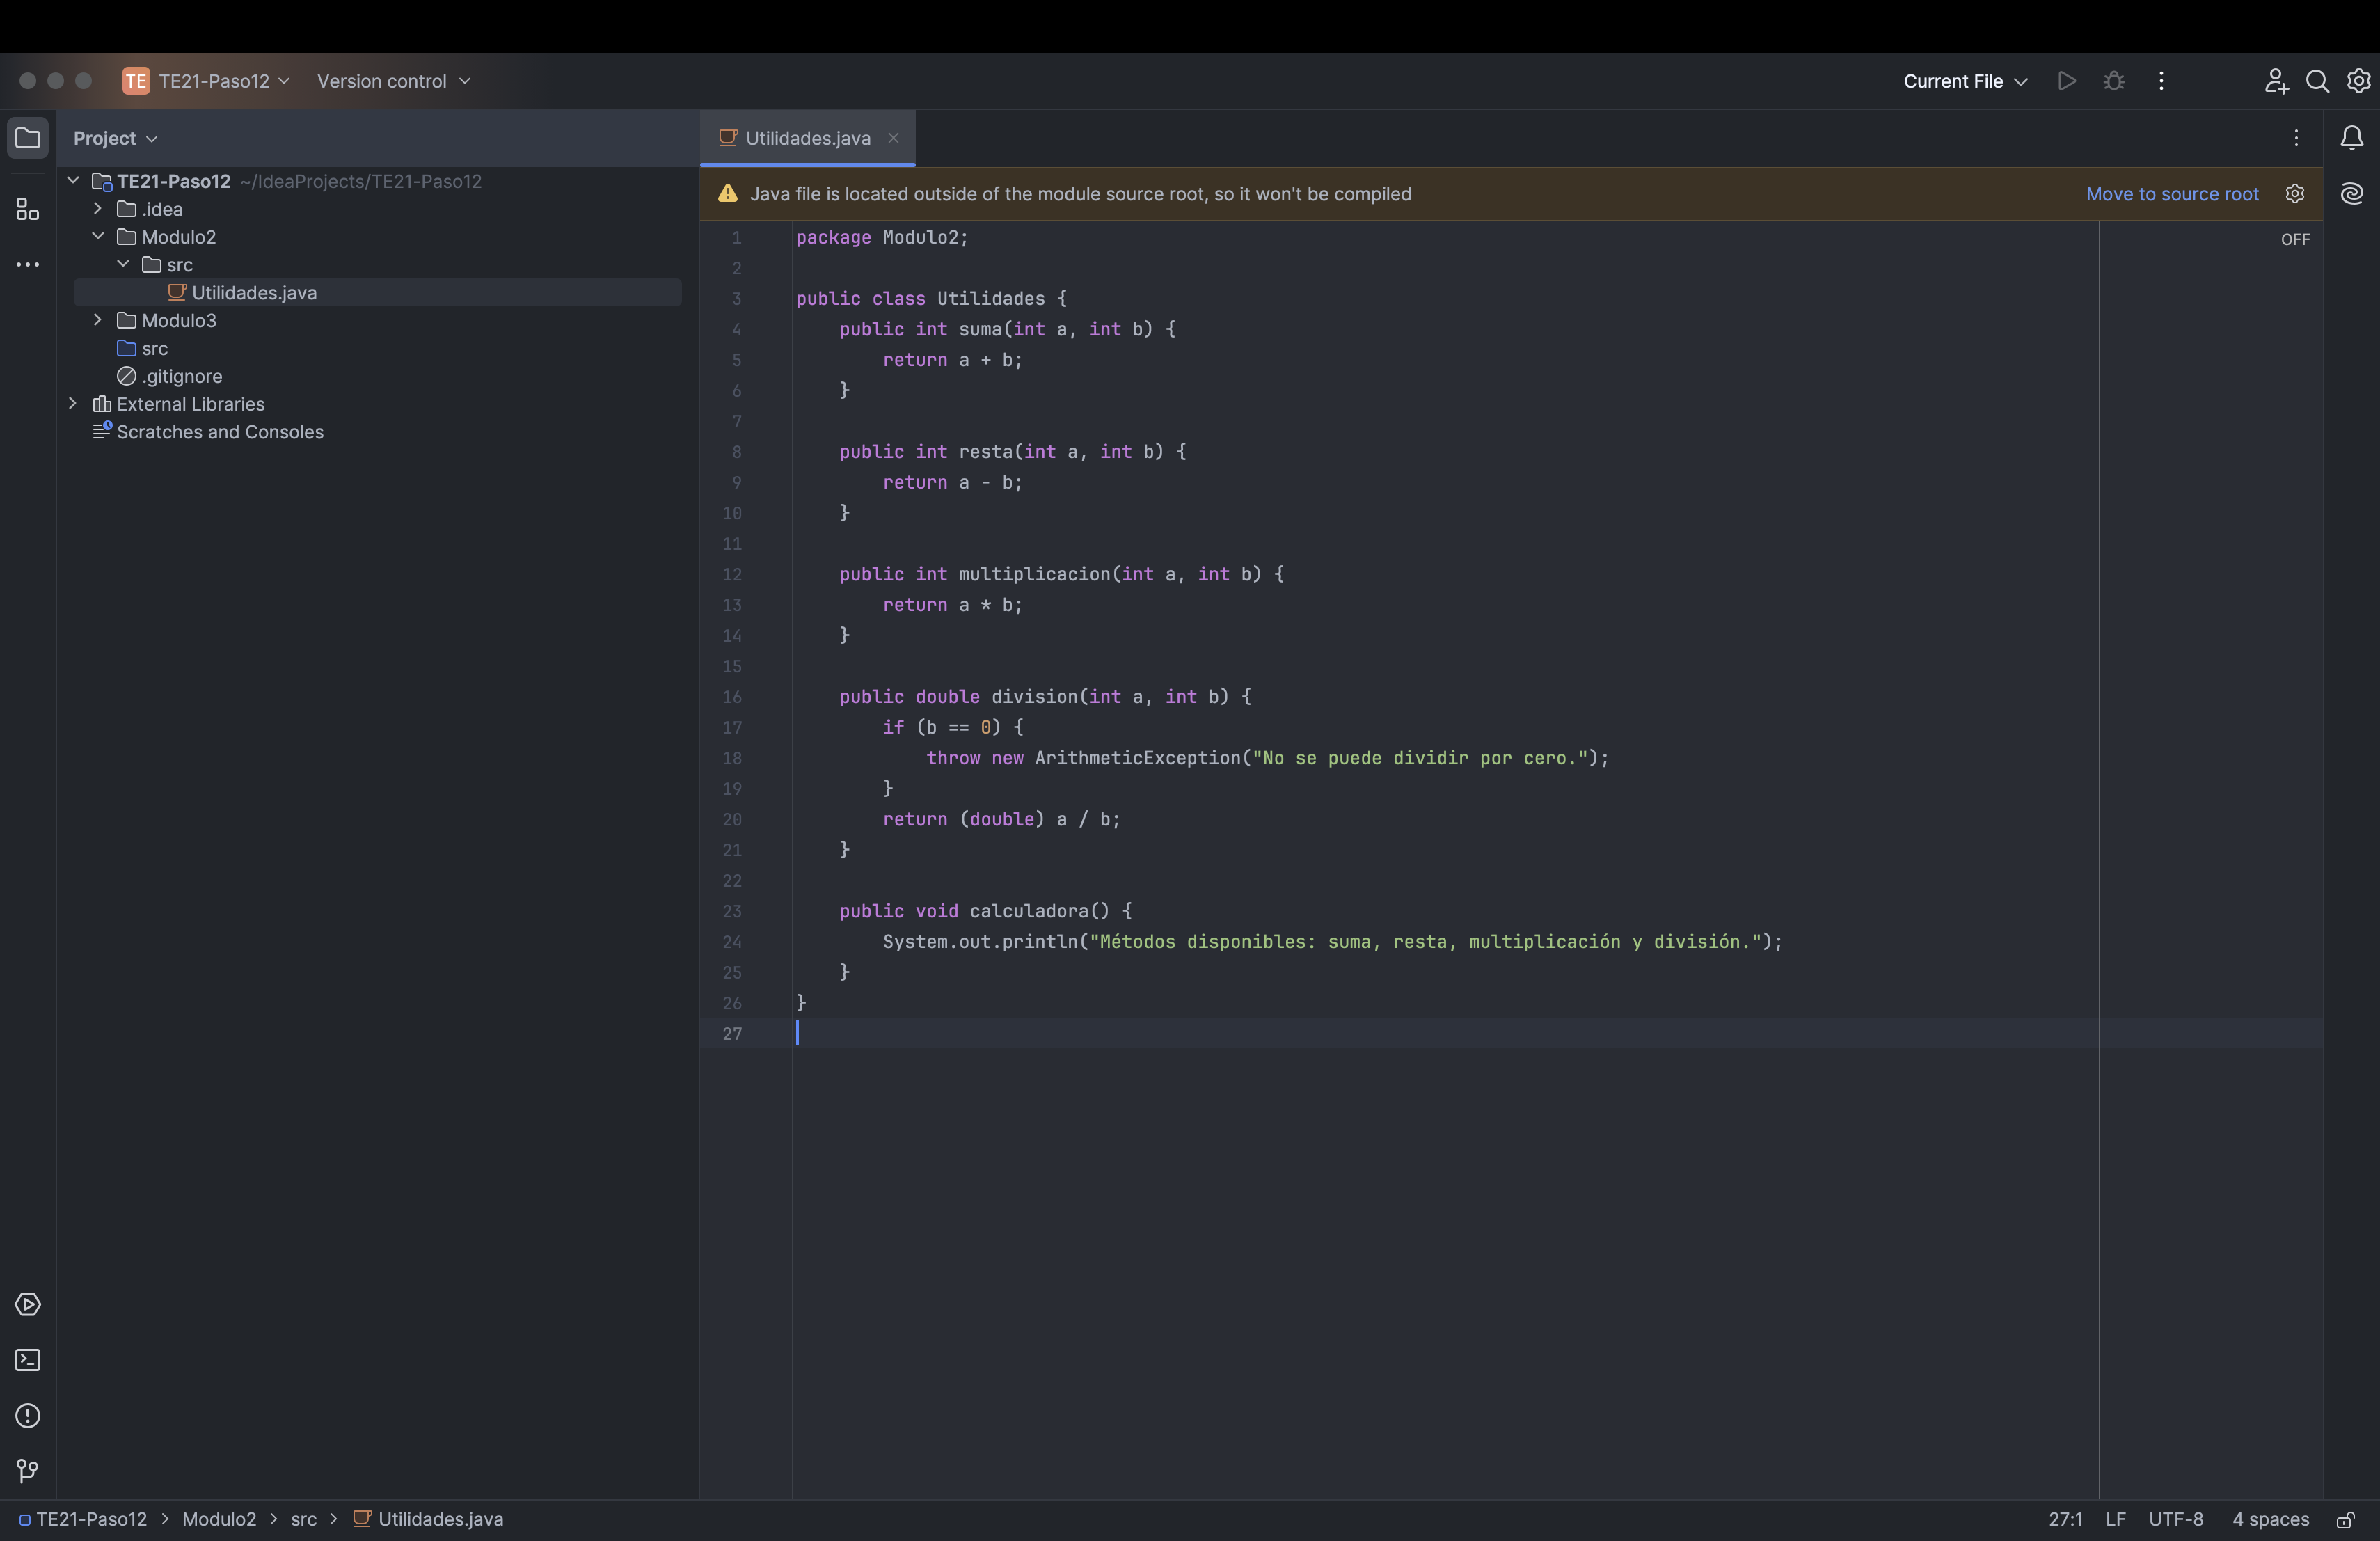 TE TE21-Paso12 Version control Current File
Project
Utilidades.java
TE21-Paso12 ~/IdeaProjects/TE21-Paso12
.idea
Modulo2
src
Utilidades.java
Modulo3
src
.gitignore
External Libraries
Scratches and Consoles
Java file is located outside of the module source root, so it won't be compiled Move to source root
OFF
1 package Modulo2;
2
3 public class Utilidades {
4     public int suma(int a, int b) {
5         return a + b;
6     }
7
8     public int resta(int a, int b) {
9         return a - b;
10     }
11
12     public int multiplicacion(int a, int b) {
13         return a * b;
14     }
15
16     public double division(int a, int b) {
17         if (b == 0) {
18             throw new ArithmeticException("No se puede dividir por cero.");
19         }
20         return (double) a / b;
21     }
22
23     public void calculadora() {
24         System.out.println("Métodos disponibles: suma, resta, multiplicación y división.");
25     }
26 }
27
TE21-Paso12 > Modulo2 > src > Utilidades.java 27:1 LF UTF-8 4 spaces